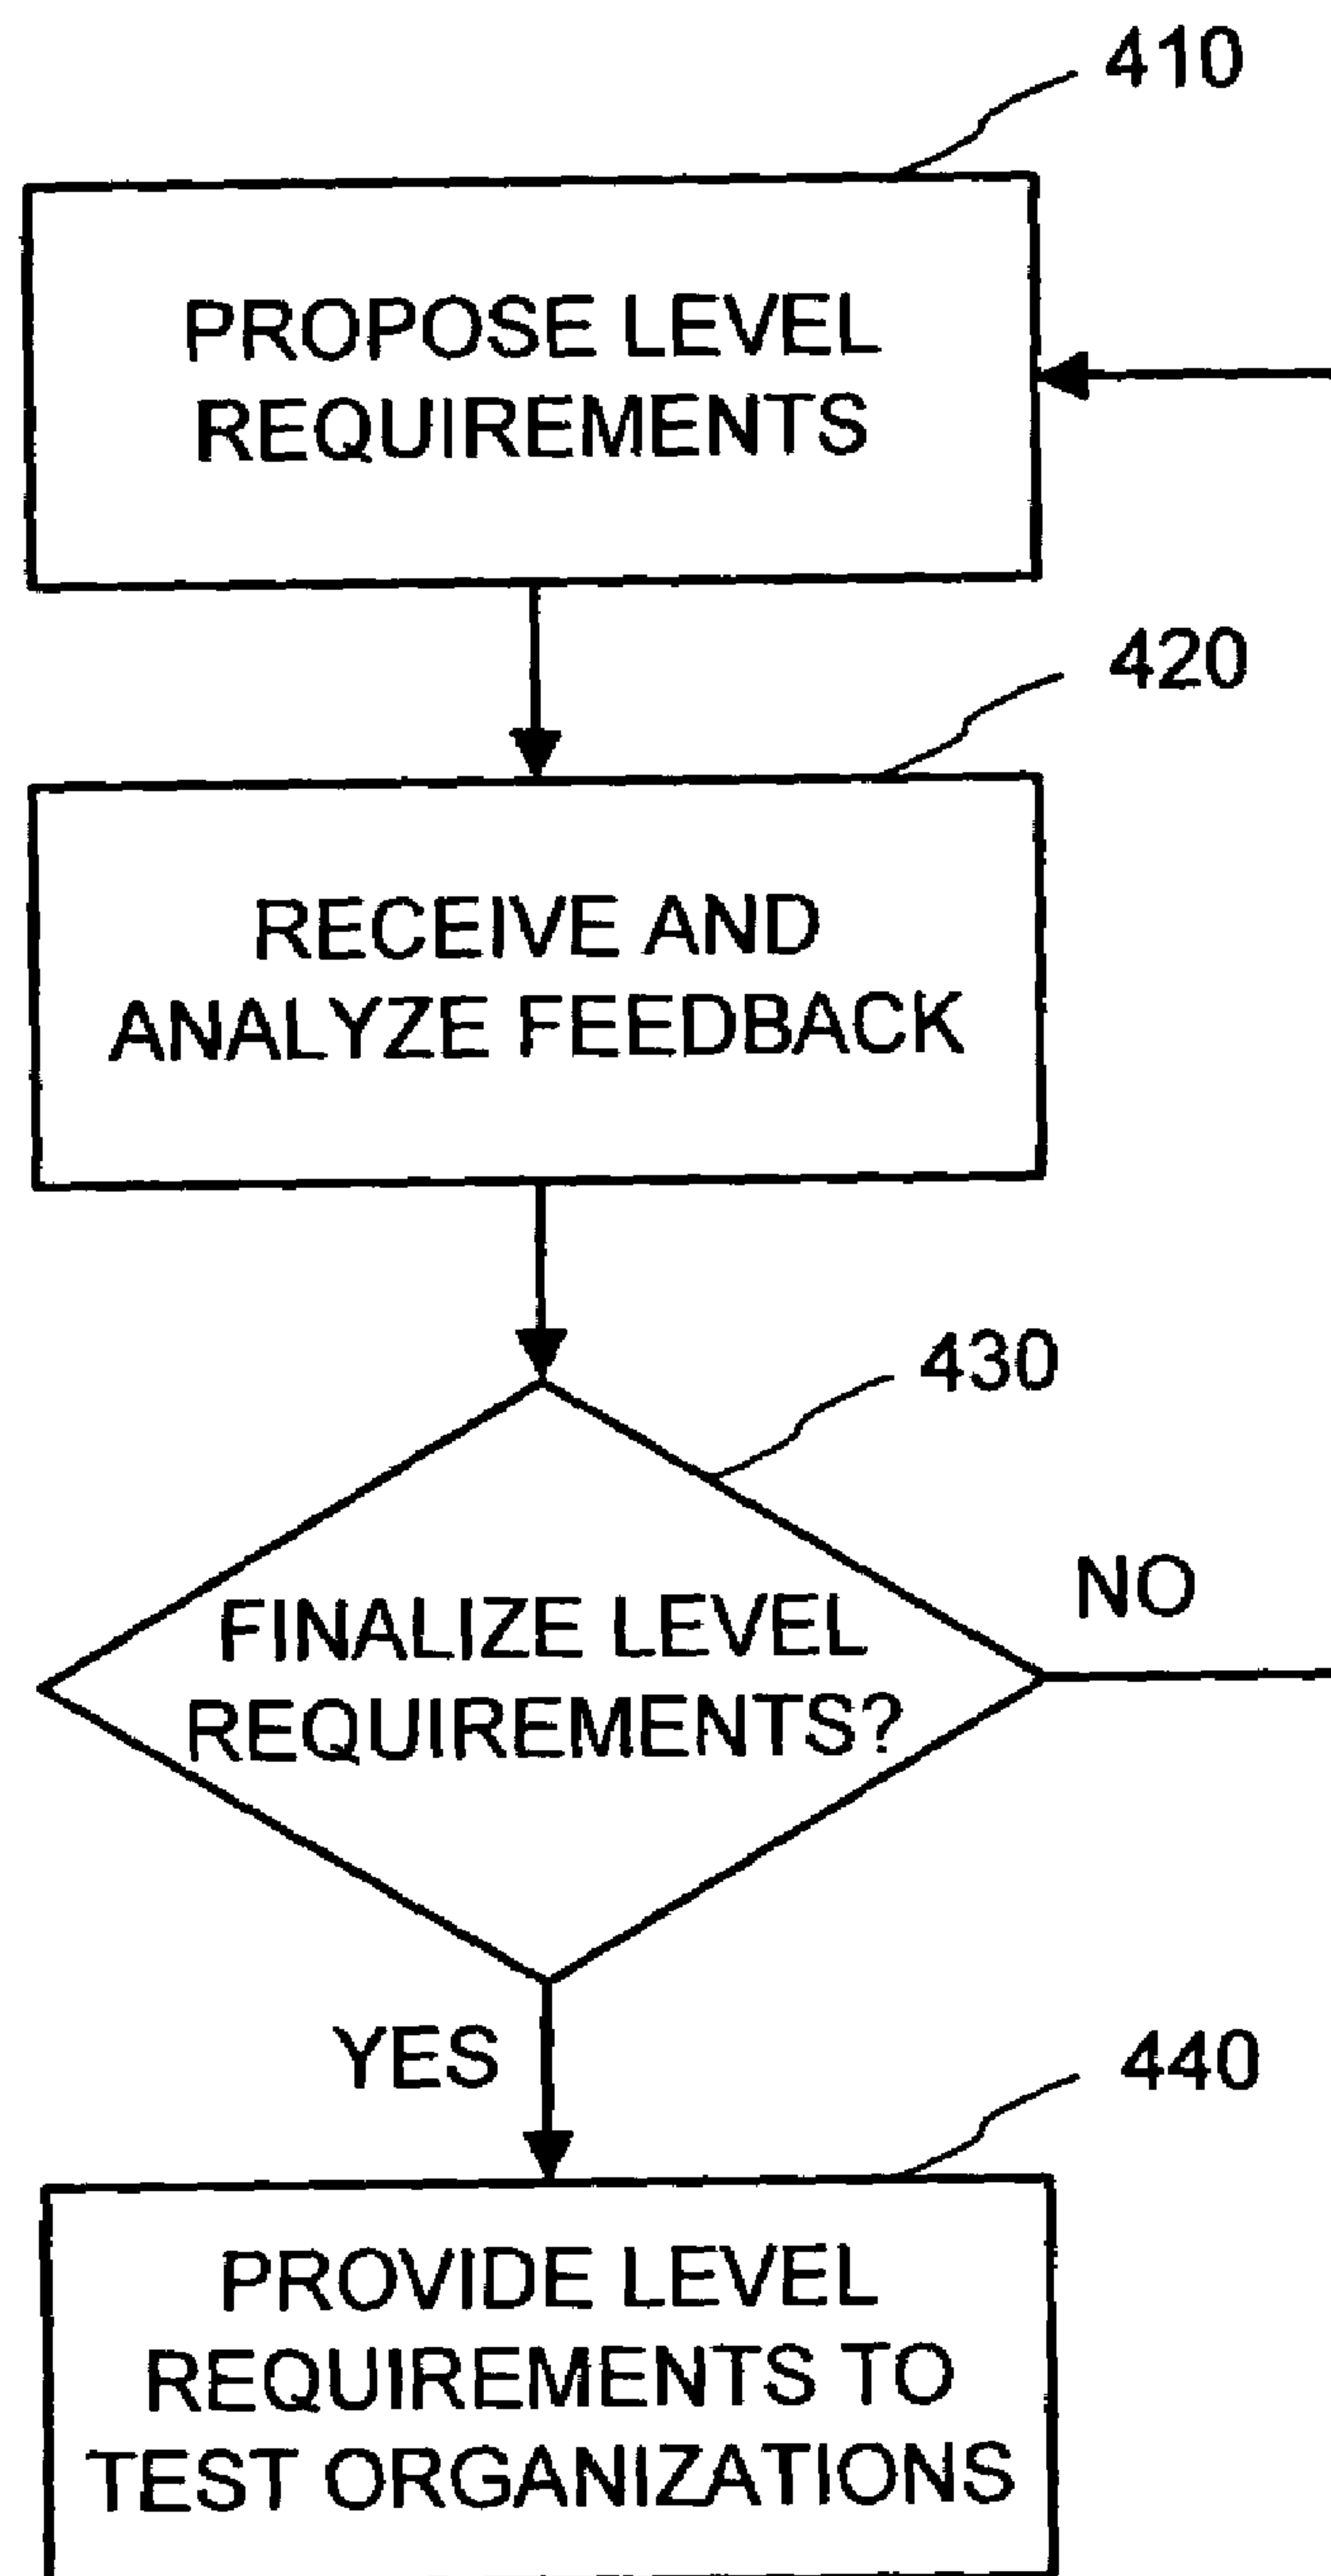 410
PROPOSE LEVEL
REQUIREMENTS
420
RECEIVE AND
ANALYZE FEEDBACK
430
FINALIZE LEVEL
REQUIREMENTS?
NO
YES
440
PROVIDE LEVEL
REQUIREMENTS TO
TEST ORGANIZATIONS